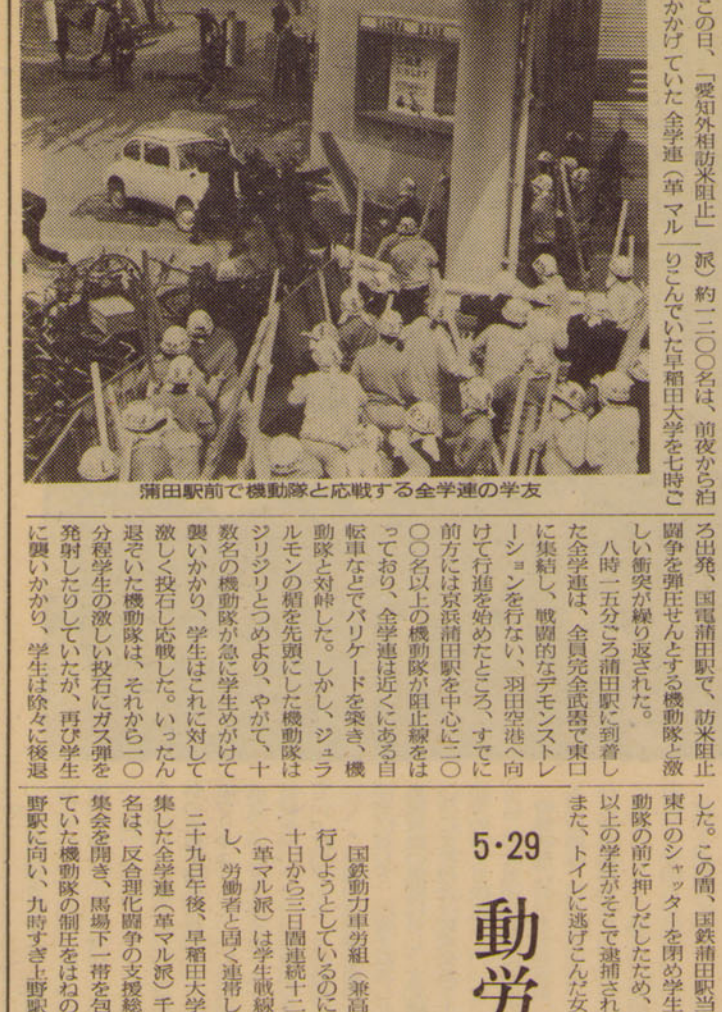 この日、「愛知外相訪米阻止」
かかげていた全学連（革マル
派）約一二〇〇名は、前夜から泊
りこんでいた早稲田大学を七時ご
蒲田駅前で機動隊と応戦する全学連の学友
ろ出発、国電蒲田駅で、訪米阻止
闘争を弾圧せんとする機動隊と激
しい衝突が繰り返された。
八時一五分ごろ蒲田駅に到着し
た全学連は、全員完全武器で東口
に集結し、戦闘的なデモンストレ
ーションを行ない、羽田空港へ向
けて行進を始めたところ、すでに
前方には京浜蒲田駅を中心に二〇
〇〇名以上の機動隊が阻止線をは
っており、全学連は近くにある自
転車などでバリケードを築き、機
動隊と対峙した。しかし、ジュラ
ルモンの楯を先頭にした機動隊は
ジリジリとつめより、やがて、十
数名の機動隊が急に学生めがけて
襲いかかり、学生はこれに対して
激しく投石し応戦した。いったん
退ぞいた機動隊は、それから一〇
分程学生の激しい投石にガス弾を
発射したりしていたが、再び学生
に襲いかかり、学生は除々に後退
した。この間、国鉄蒲田駅当
東口のシャッターを閉め学生
動隊の前に押しだしたため、
以上の学生がそこで逮捕され
また、トイレに逃げこんだ女
5・29
動労
国鉄動力車労組（兼高
行しようとしているのに
十日から三日間連続十二
（革マル派）は学生戦線
し、労働者と固く連帯し
二十九日午後、早稲田大学
集した全学連（革マル派）千
名は、反合理化闘争の支援総
集会を開き、馬場下一帯を包
ていた機動隊の制圧をはねの
野駅に向い、九時すぎ上野駅